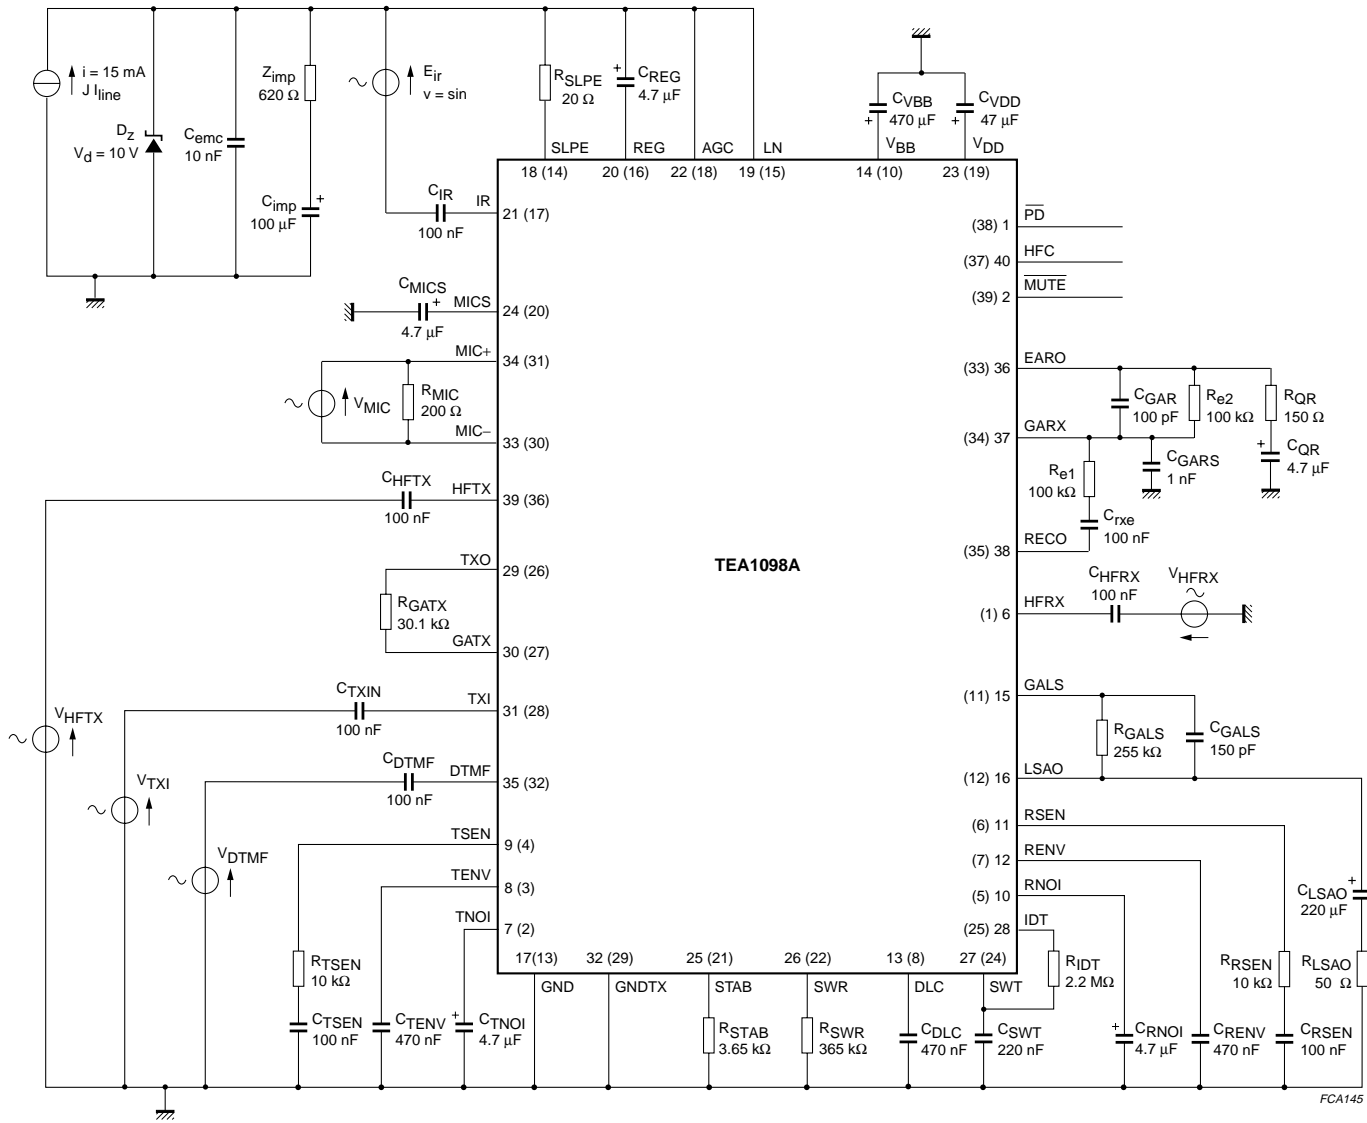 i = 15 mA
J Iline
Zimp
620 Ω
Eir
v = sin
RSLPE
20 Ω
CREG
4.7 µF
CVBB
470 µF
CVDD
47 µF
Dz
Vd = 10 V
Cemc
10 nF
Cimp
100 µF
SLPE
REG
AGC
LN
VBB
VDD
18 (14)
20 (16)
22 (18)
19 (15)
14 (10)
23 (19)
CIR
100 nF
IR
21 (17)
(38) 1
PD
(37) 40
HFC
(39) 2
MUTE
CMICS
4.7 µF
MICS
24 (20)
MIC+
34 (31)
VMIC
RMIC
200 Ω
MIC−
33 (30)
(33) 36
EARO
CGAR
100 pF
Re2
100 kΩ
RQR
150 Ω
(34) 37
GARX
CQR
4.7 µF
CGARS
1 nF
Re1
100 kΩ
Crxe
100 nF
(35) 38
RECO
CHFTX
100 nF
HFTX
39 (36)
TXO
29 (26)
RGATX
30.1 kΩ
GATX
30 (27)
TEA1098A
CHFRX
100 nF
VHFRX
(1) 6
HFRX
CTXIN
100 nF
TXI
31 (28)
VHFTX
VTXI
CDTMF
100 nF
DTMF
35 (32)
VDTMF
(11) 15
GALS
RGALS
255 kΩ
CGALS
150 pF
(12) 16
LSAO
TSEN
9 (4)
TENV
8 (3)
TNOI
7 (2)
(6) 11
RSEN
(7) 12
RENV
(5) 10
RNOI
(25) 28
IDT
CLSAO
220 µF
RTSEN
10 kΩ
CTSEN
100 nF
CTENV
470 nF
CTNOI
4.7 µF
17(13)
32 (29)
25 (21)
26 (22)
13 (8)
27 (24)
GND
GNDTX
STAB
SWR
DLC
SWT
RIDT
2.2 MΩ
RRSEN
10 kΩ
RLSAO
50 Ω
RSTAB
3.65 kΩ
RSWR
365 kΩ
CDLC
470 nF
CSWT
220 nF
CRNOI
4.7 µF
CRENV
470 nF
CRSEN
100 nF
FCA145